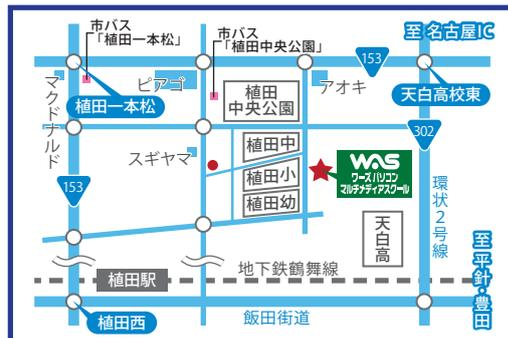 至 名古屋IC
市バス
「植田一本松」
市バス
「植田中央公園」
153
マクドナルド
ピアゴ
植田
中央公園
アオキ
天白高校東
植田一本松
302
植田中
スギヤマ
植田小
WAS
ワーズ パソコン
マルチメディアスクール
153
植田幼
環状2号線
天白高
至 平針・豊田
地下鉄鶴舞線
植田駅
植田西
飯田街道